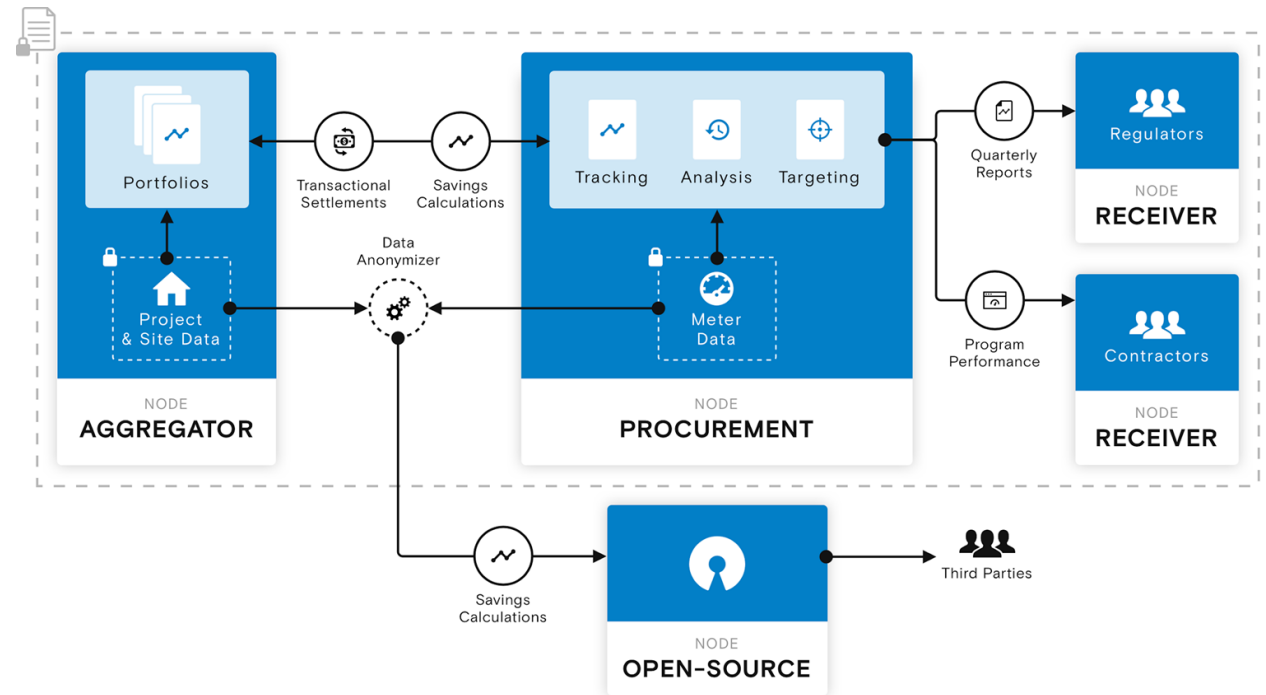 Portfolios
Project
& Site Data
NODE
AGGREGATOR
Transactional
Settlements
Savings
Calculations
Data
Anonymizer
Tracking
Analysis
Targeting
Meter
Data
NODE
PROCUREMENT
Quarterly
Reports
Program
Performance
Regulators
NODE
RECEIVER
Contractors
NODE
RECEIVER
Savings
Calculations
NODE
OPEN-SOURCE
Third Parties